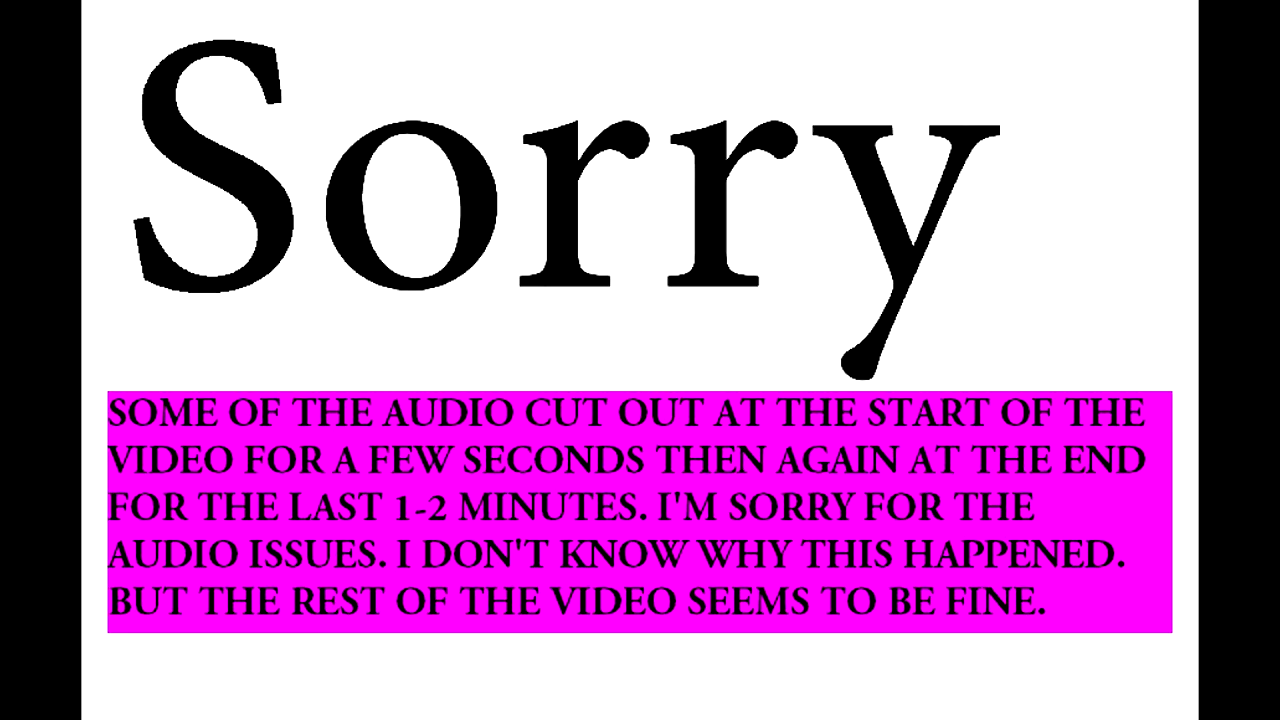 Sorry
SOME OF THE AUDIO CUT OUT AT THE START OF THE
VIDEO FOR A FEW SECONDS THEN AGAIN AT THE END
FOR THE LAST 1-2 MINUTES. I'M SORRY FOR THE
AUDIO ISSUES. I DON'T KNOW WHY THIS HAPPENED.
BUT THE REST OF THE VIDEO SEEMS TO BE FINE.